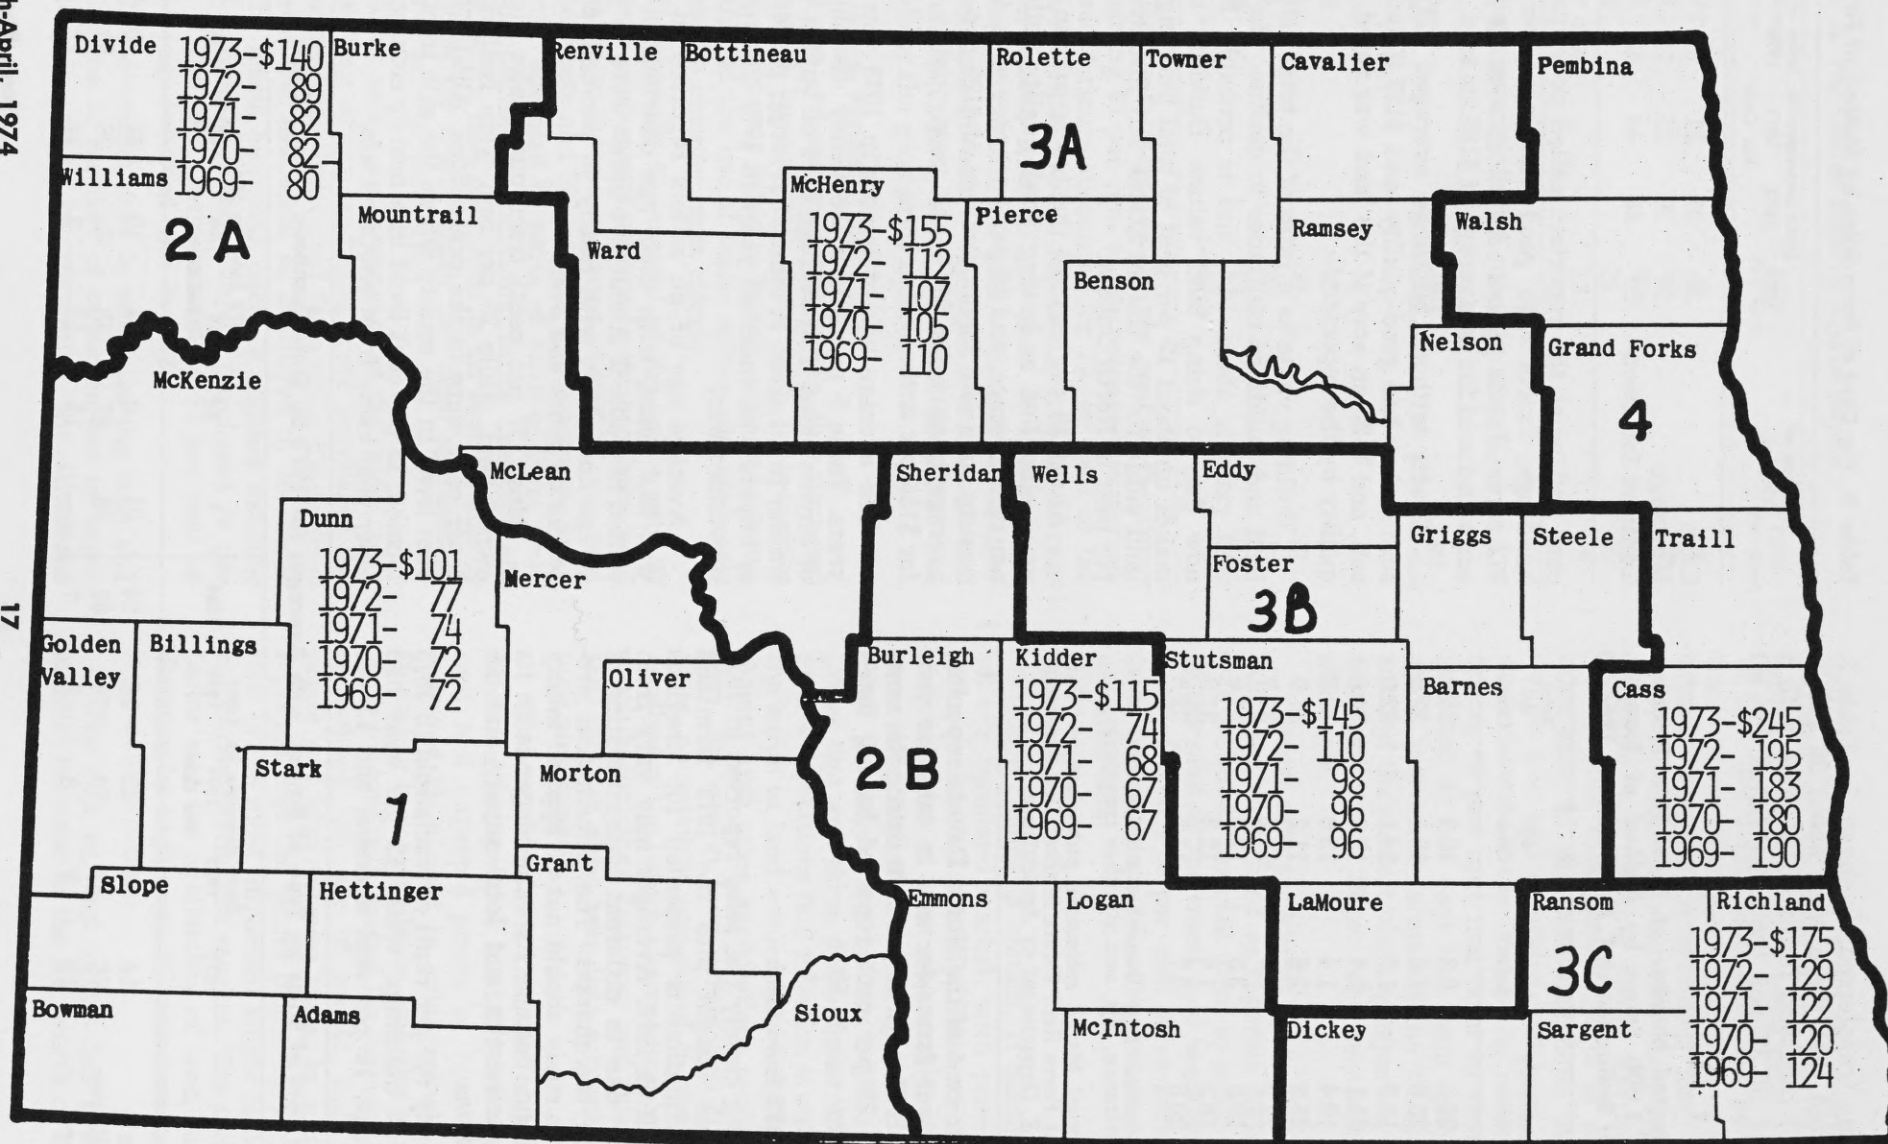 h-April, 1974
17
Divide
1973-$140
1972- 89
1971- 82
1970- 82
1969- 80
Burke
Renville
Bottineau
Rolette
Towner
Cavalier
Pembina
3A
Williams
2A
Mountrail
Ward
McHenry
1973-$155
1972- 112
1971- 107
1970- 105
1969- 110
Pierce
Ramsey
Walsh
Benson
Nelson
Grand Forks
4
McKenzie
McLean
Sheridan
Wells
Eddy
Dunn
1973-$101
1972- 77
1971- 74
1970- 72
1969- 72
Mercer
Foster
3B
Griggs
Steele
Traill
Golden
Valley
Billings
Oliver
Burleigh
2B
Kidder
1973-$115
1972- 74
1971- 68
1970- 67
1969- 67
Stutsman
1973-$145
1972- 110
1971- 98
1970- 96
1969- 96
Barnes
Cass
1973-$245
1972- 195
1971- 183
1970- 180
1969- 190
Stark
1
Morton
Slope
Hettinger
Grant
Emmons
Logan
LaMoure
Ransom
3C
Richland
1973-$175
1972- 129
1971- 122
1970- 120
1969- 124
Bowman
Adams
Sioux
McIntosh
Dickey
Sargent